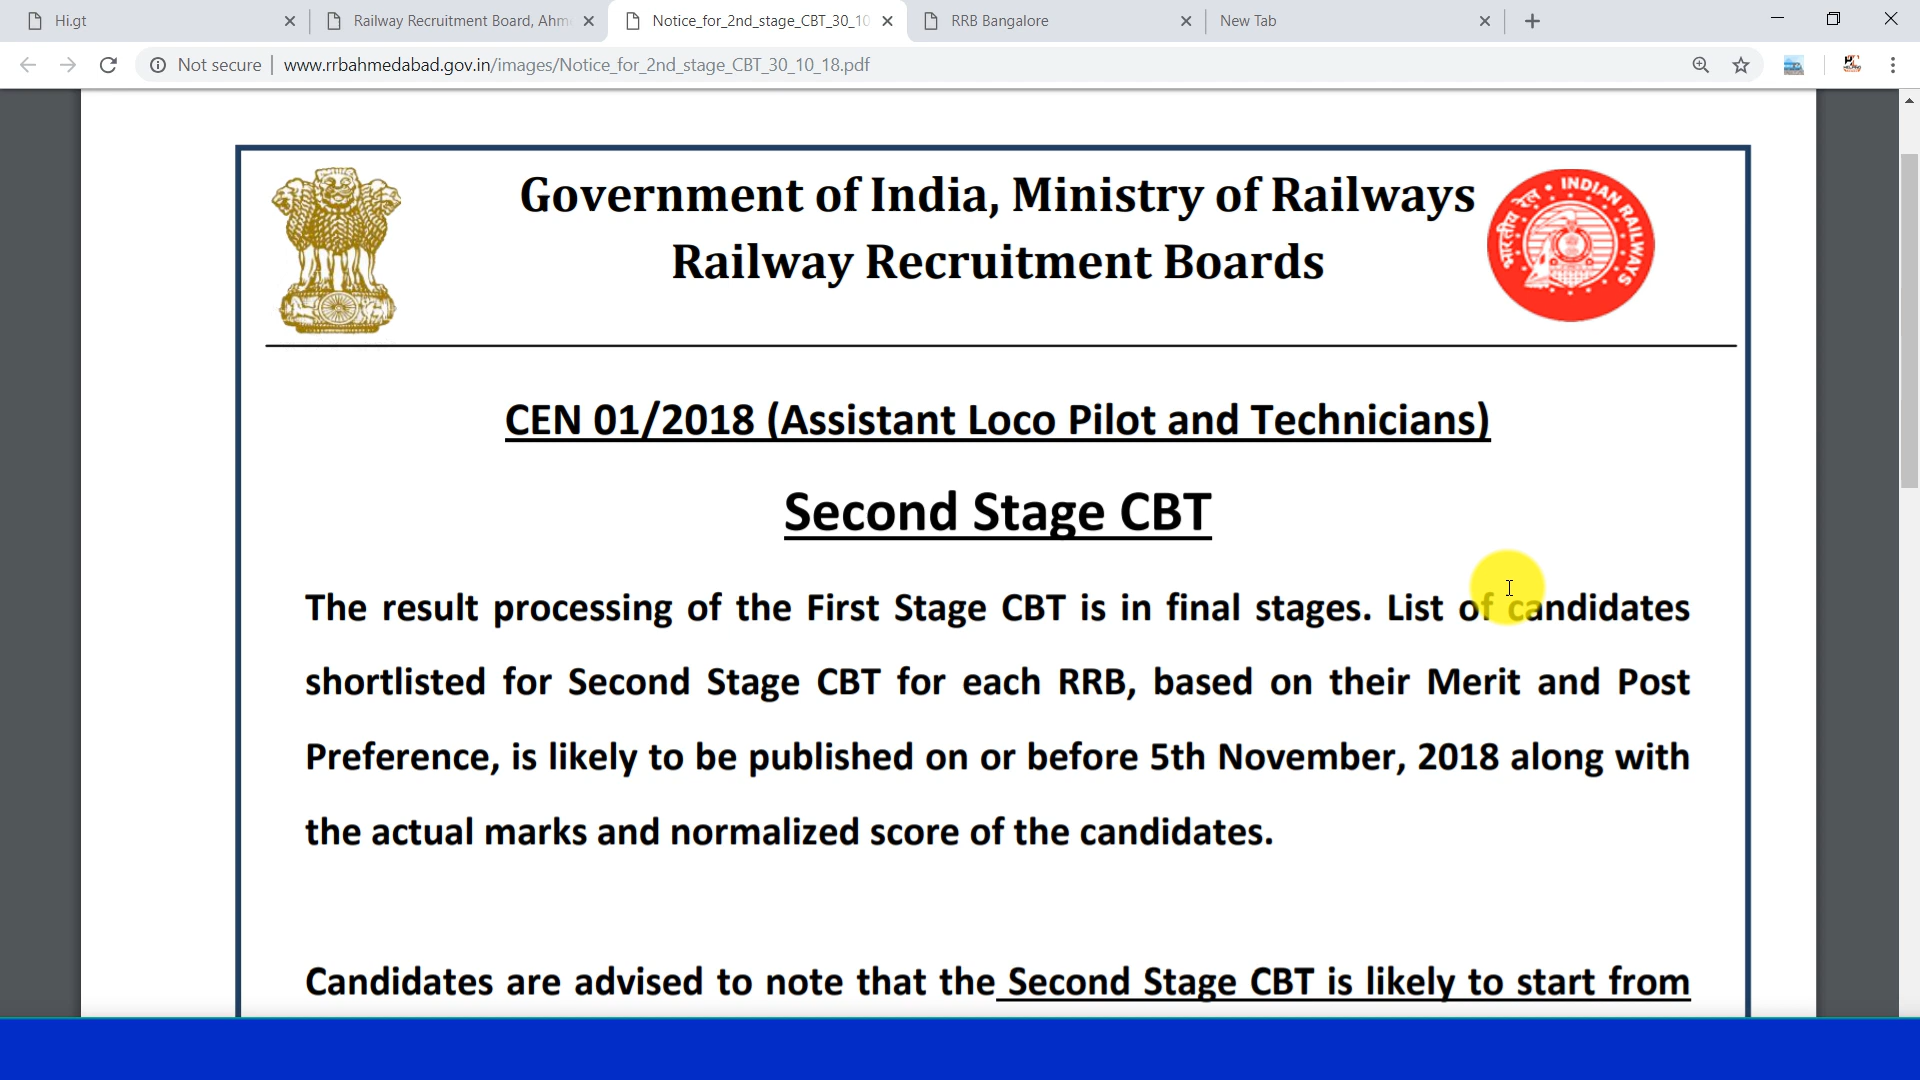 Hi.gt
Railway Recruitment Board, Ahm
Notice_for_2nd_stage_CBT_30_10
RRB Bangalore
New Tab
Not secure | www.rrbahmedabad.gov.in/images/Notice_for_2nd_stage_CBT_30_10_18.pdf
Government of India, Ministry of Railways
Railway Recruitment Boards
भारतीय रेल • INDIAN RAILWAYS
CEN 01/2018 (Assistant Loco Pilot and Technicians)
Second Stage CBT
The result processing of the First Stage CBT is in final stages. List of candidates
shortlisted for Second Stage CBT for each RRB, based on their Merit and Post
Preference, is likely to be published on or before 5th November, 2018 along with
the actual marks and normalized score of the candidates.
Candidates are advised to note that the Second Stage CBT is likely to start from